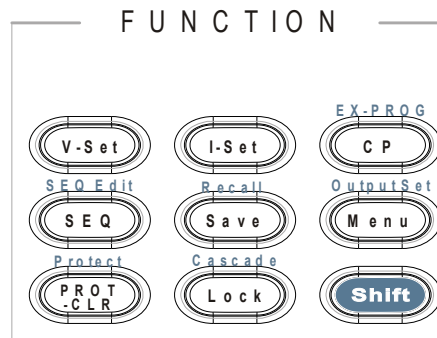 FUNCTION
EX-PROG
V-Set I-Set CP
SEQ Edit Recall OutputSet
SEQ Save Menu
Protect Cascade
PROT
-CLR Lock Shift